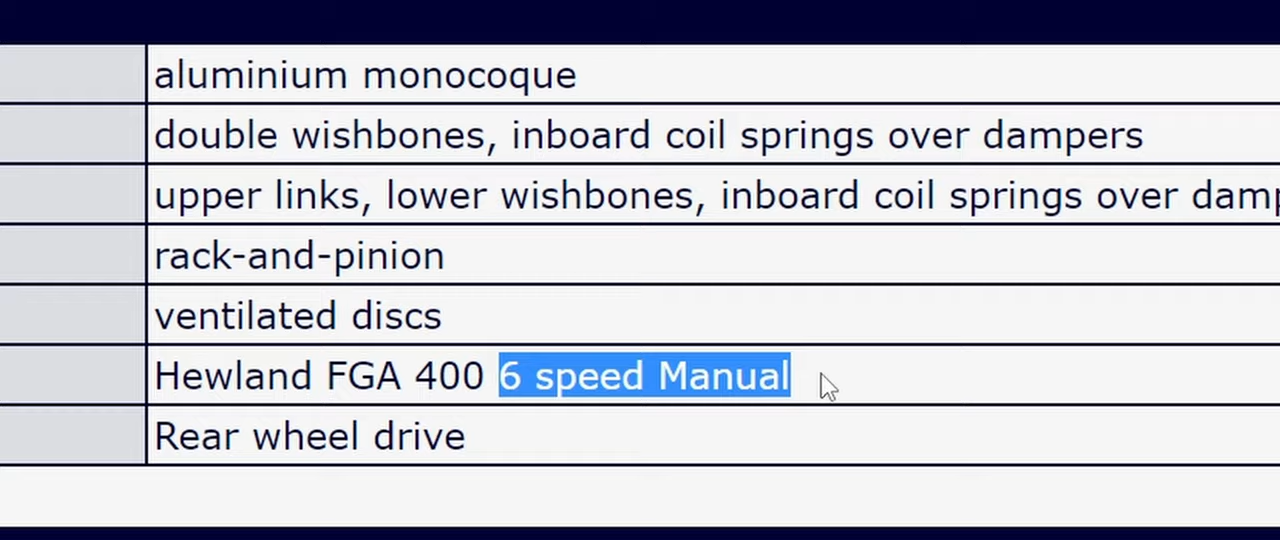 aluminium monocoque
double wishbones, inboard coil springs over dampers
upper links, lower wishbones, inboard coil springs over
rack-and-pinion
ventilated discs
Hewland FGA 400 6 speed Manual
Rear wheel drive